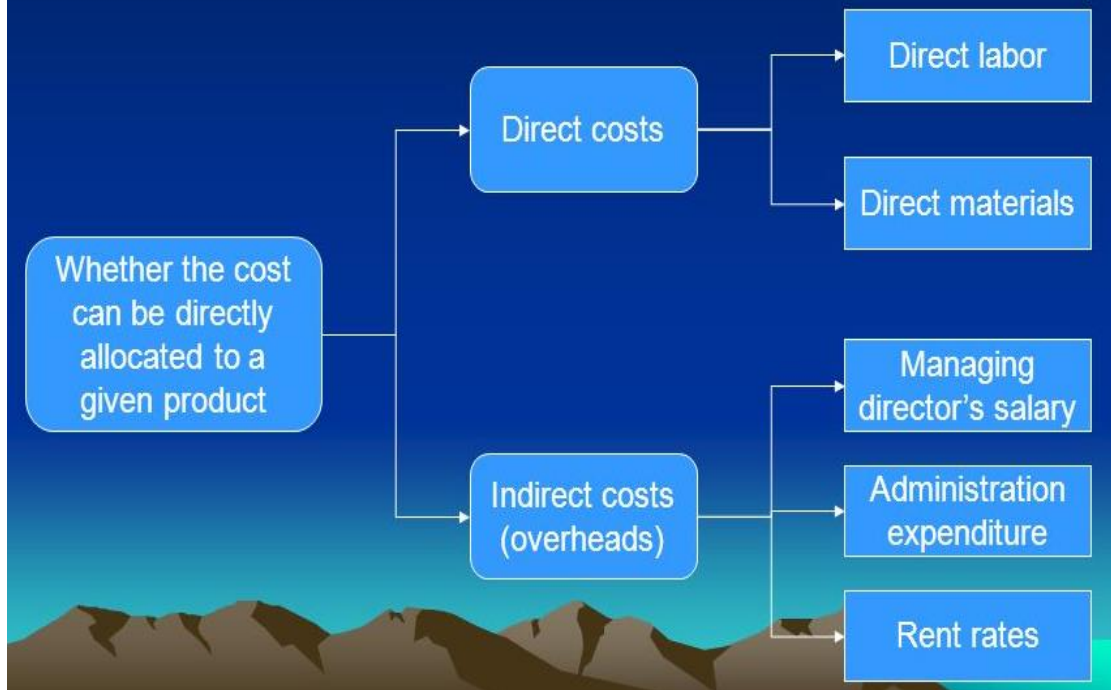 Whether the cost
can be directly
allocated to a
given product
Direct costs
Direct labor
Direct materials
Indirect costs
(overheads)
Managing
director’s salary
Administration
expenditure
Rent rates